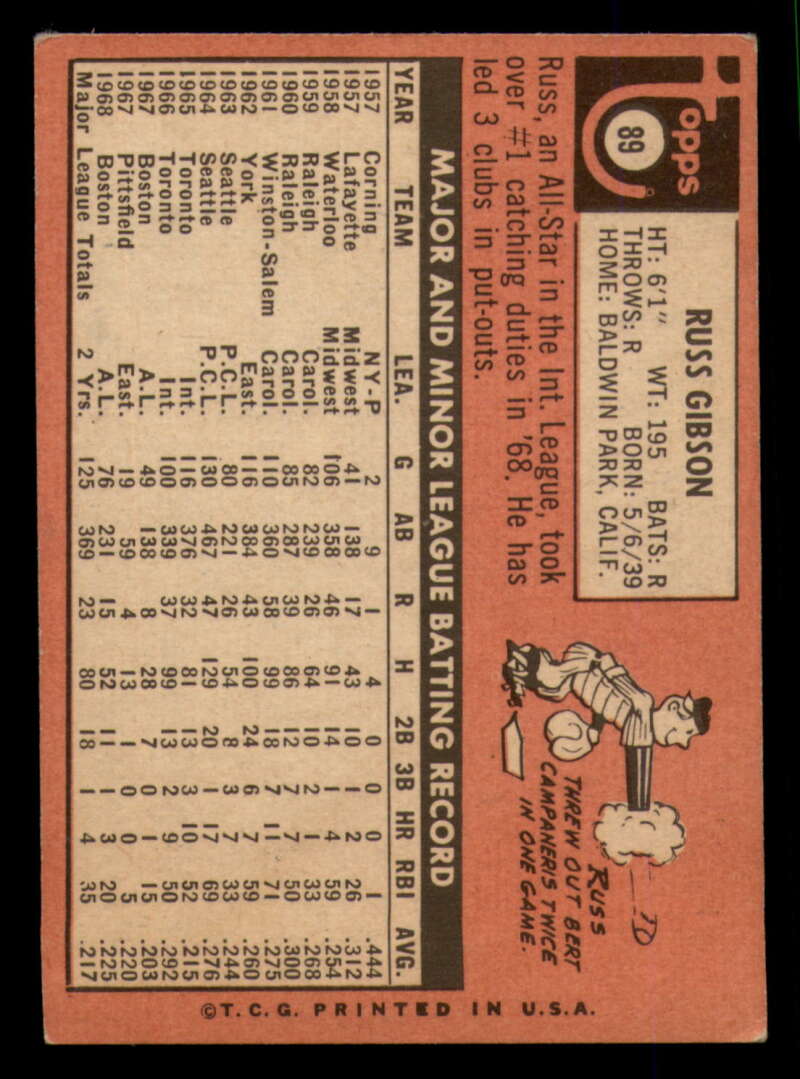 Topps
89
RUSS GIBSON
HT: 6'1" WT: 195 BATS: R
THROWS: R BORN: 5/6/39
HOME: BALDWIN PARK, CALIF.
Russ, an All-Star in the Int. League, took
over #1 catching duties in '68. He has
led 3 clubs in put-outs.
RUSS
THREW OUT BERT
CAMPANERIS TWICE
IN ONE GAME.
MAJOR AND MINOR LEAGUE BATTING RECORD
YEAR TEAM LEA. G AB R H 2B 3B HR RBI AVG.
1957 Corning NY-P 2 9 1 4 0 0 0 1 .444
1957 Lafayette Midwest 41 138 17 43 10 1 2 26 .312
1958 Waterloo Midwest 106 358 46 91 14 1 4 59 .254
1959 Raleigh Carol. 82 239 26 64 10 2 1 33 .268
1960 Raleigh Carol. 85 287 39 86 12 7 7 50 .300
1961 Winston-Salem Carol. 110 360 58 99 18 7 11 71 .275
1962 York East. 116 384 43 100 24 6 7 59 .260
1963 Seattle P.C.L. 80 221 26 54 8 3 7 33 .244
1964 Seattle P.C.L. 130 467 47 129 20 1 17 69 .276
1965 Toronto Int. 116 376 32 81 13 3 10 52 .215
1966 Toronto Int. 100 339 37 99 13 2 9 50 .292
1967 Boston A.L. 49 138 8 28 7 0 1 15 .203
1967 Pittsfield East. 19 59 4 13 1 0 0 5 .220
1968 Boston A.L. 76 231 15 52 11 1 3 20 .225
Major League Totals 2 Yrs. 125 369 23 80 18 1 4 35 .217
©T.C.G. PRINTED IN U.S.A.